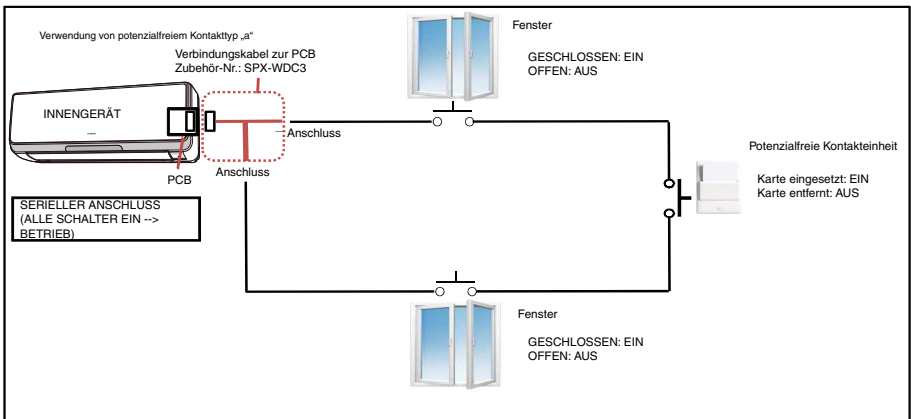 Verwendung von potenzialfreiem Kontakttyp „a“
Verbindungskabel zur PCB
Zubehör-Nr.: SPX-WDC3
INNENGERÄT
PCB
Anschluss
Anschluss
SERIELLER ANSCHLUSS
(ALLE SCHALTER EIN -->
BETRIEB)
Fenster
GESCHLOSSEN: EIN
OFFEN: AUS
Potenzialfreie Kontakteinheit
Karte eingesetzt: EIN
Karte entfernt: AUS
Fenster
GESCHLOSSEN: EIN
OFFEN: AUS